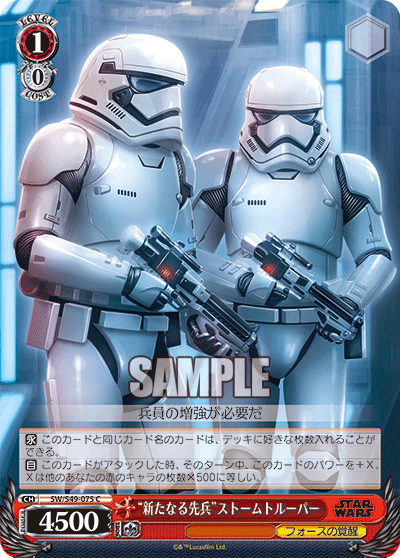 LEVEL
1
0
COST
SAMPLE
兵員の増強が必要だ
永 このカードと同じカード名のカードは、デッキに好きな枚数入れることが
できる。
自 このカードがアタックした時、そのターン中、このカードのパワーを+X。
Xは他のあなたの赤のキャラの枚数×500に等しい。
CH SW/S49-075 C
POWER
4500
“新たなる先兵”ストームトルーパー
STAR WARS
©&™Lucasfilm Ltd.
フォースの覚醒